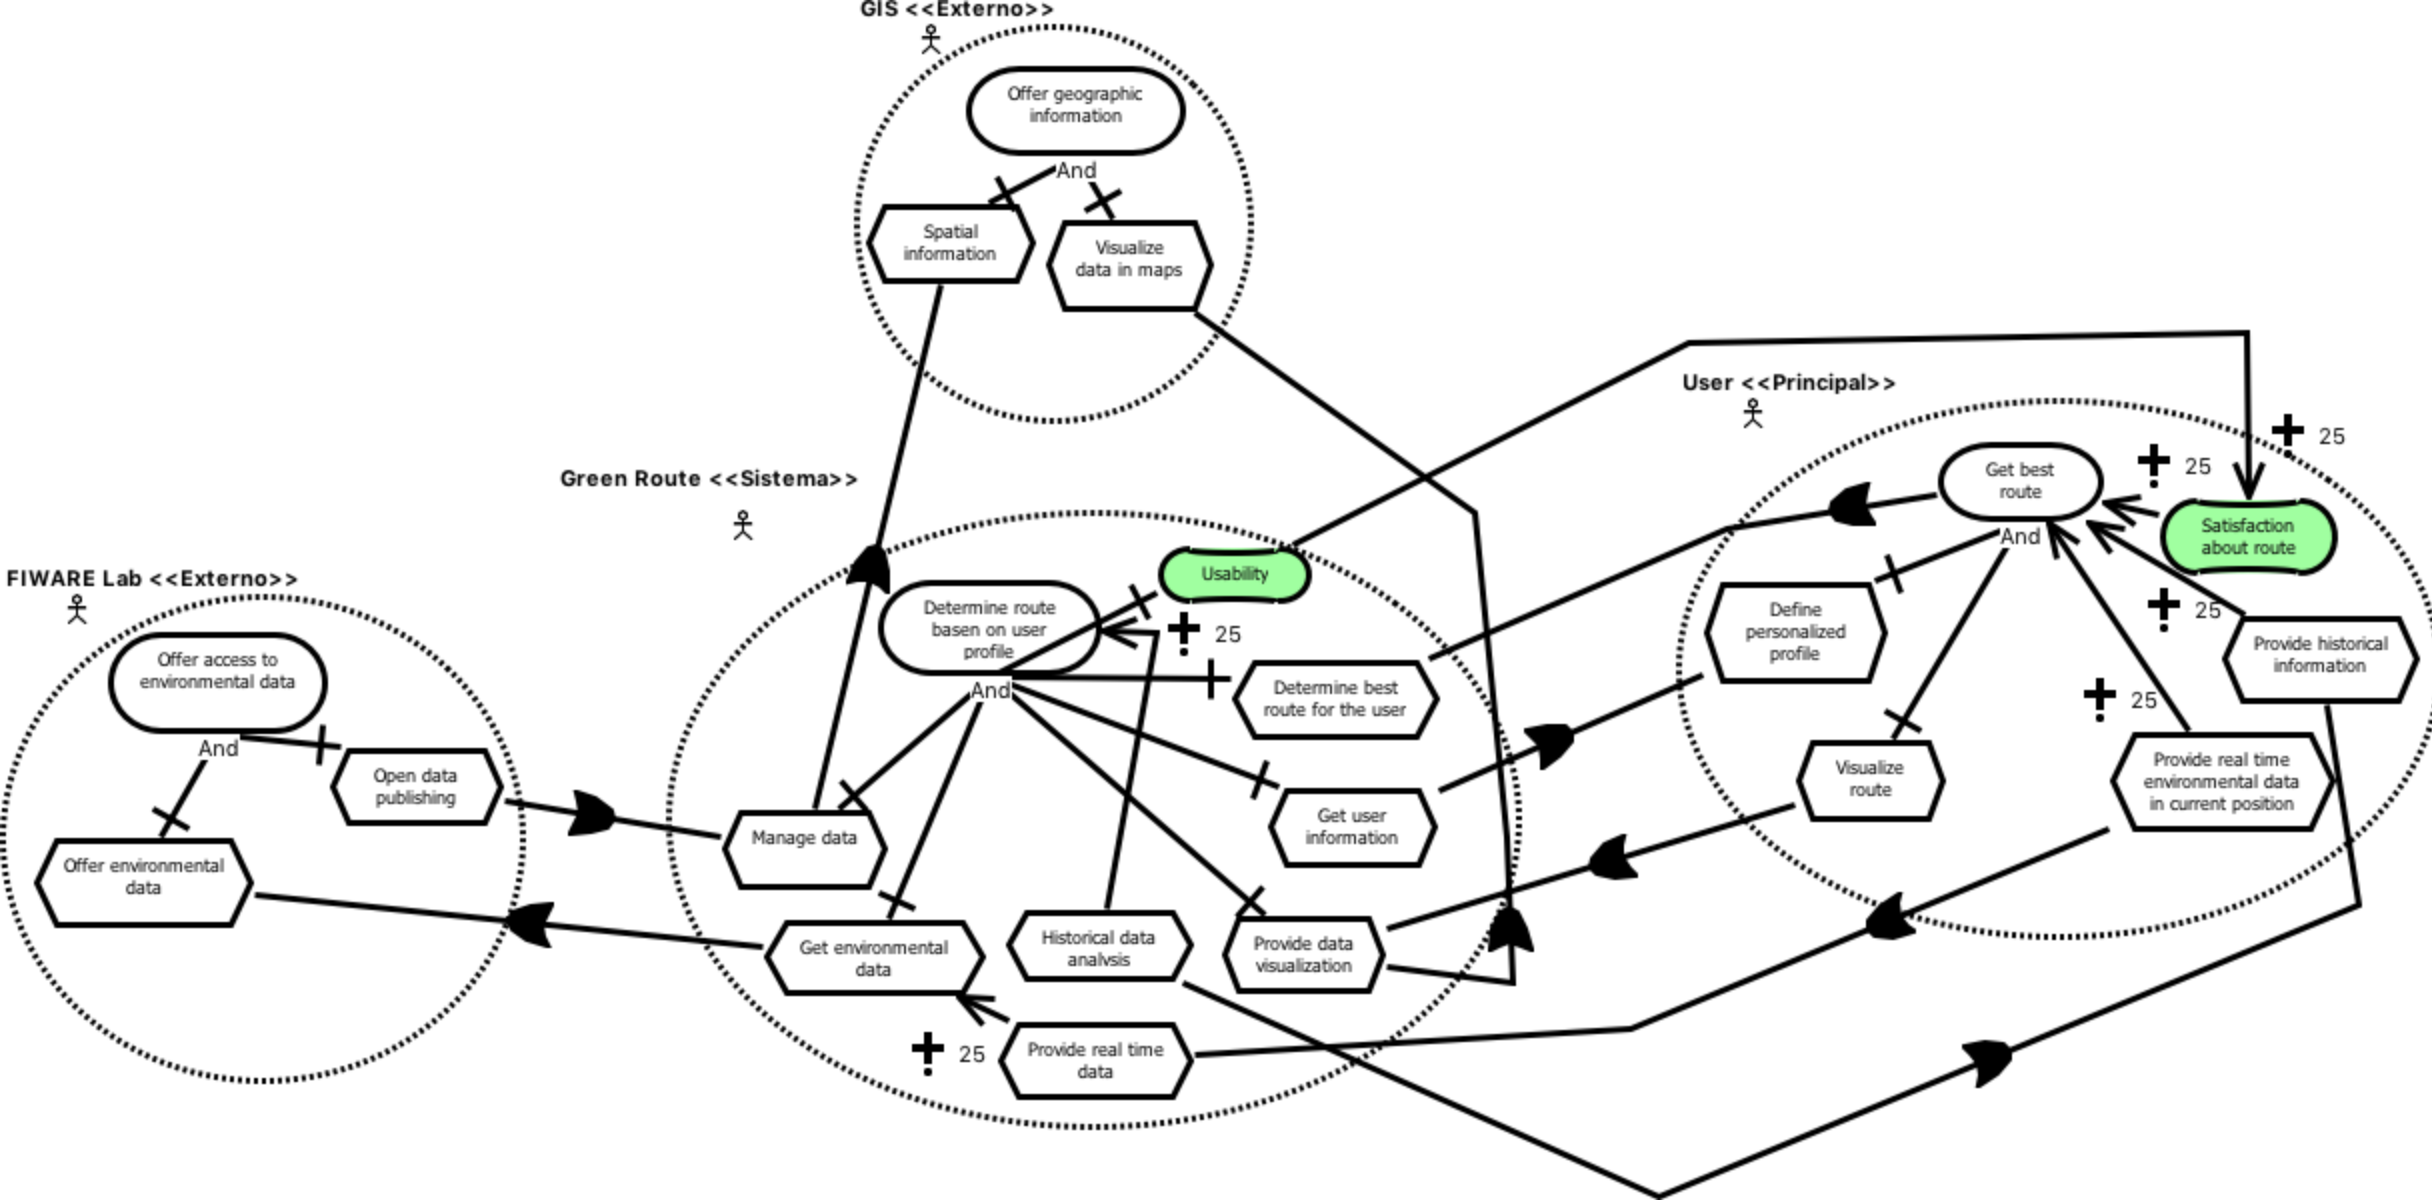 GIS <<Externo>>
Offer geographic
information
And
Spatial
information
Visualize
data in maps
User <<Principal>>
25
Get best
route
25
Satisfaction
about route
And
Define
personalized
profile
25
Provide historical
information
25
Visualize
route
Provide real time
environmental data
in current position
Green Route <<Sistema>>
Usability
Determine route
basen on user
profile
25
And
Determine best
route for the user
Get user
information
Manage data
Get environmental
data
Historical data
analvsis
Provide data
visualization
25
Provide real time
data
FIWARE Lab <<Externo>>
Offer access to
environmental data
And
Open data
publishing
Offer environmental
data